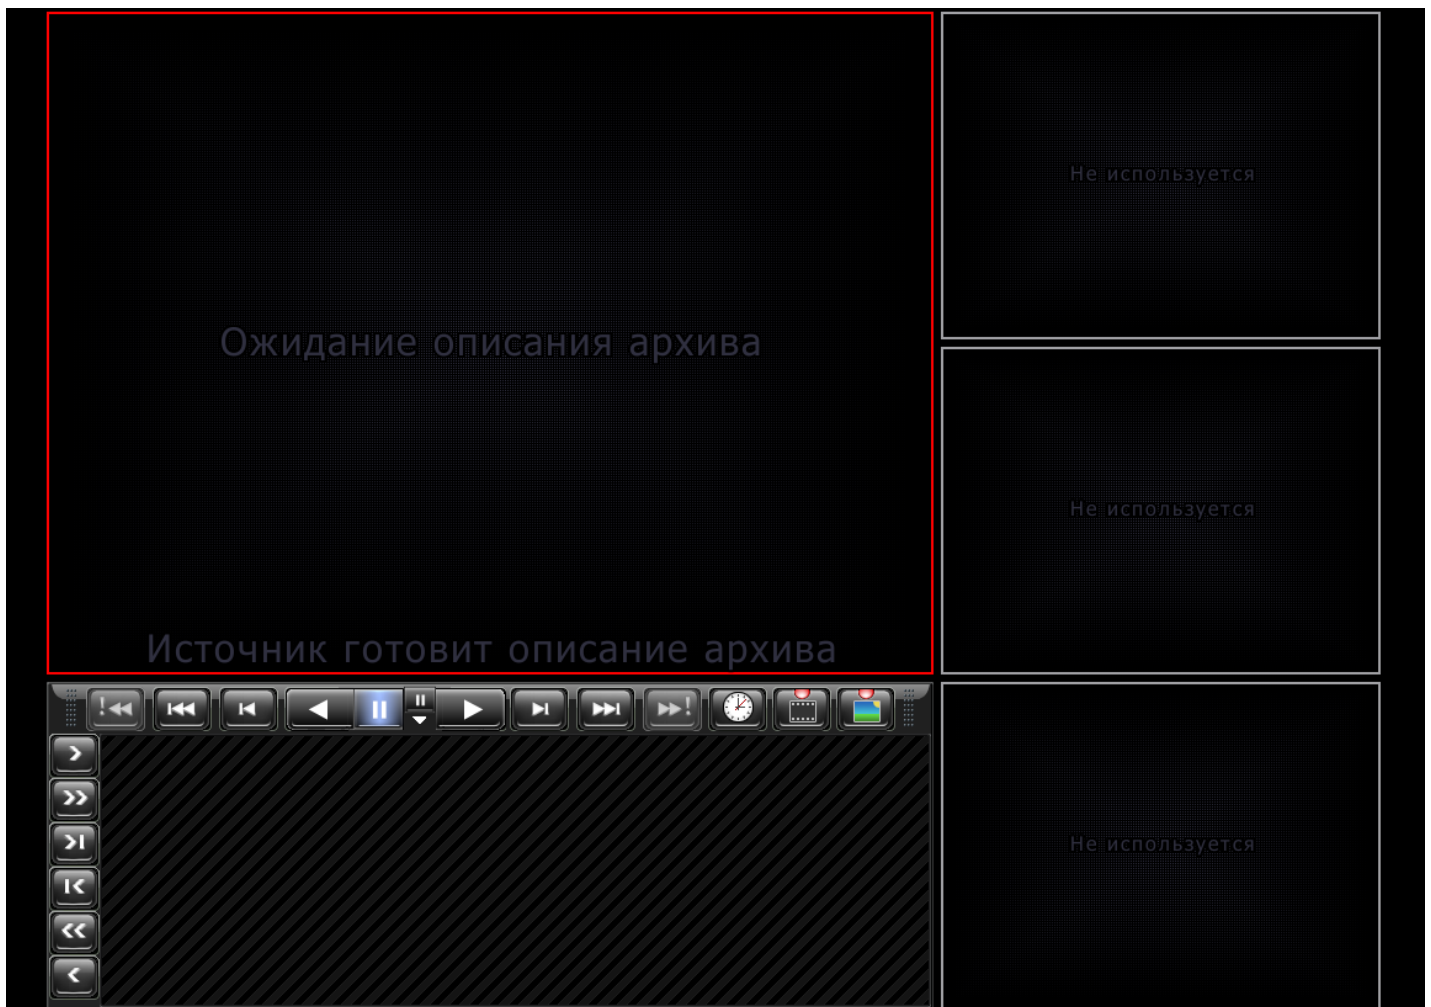 Ожидание описания архива
Источник готовит описание архива
Не используется
Не используется
Не используется